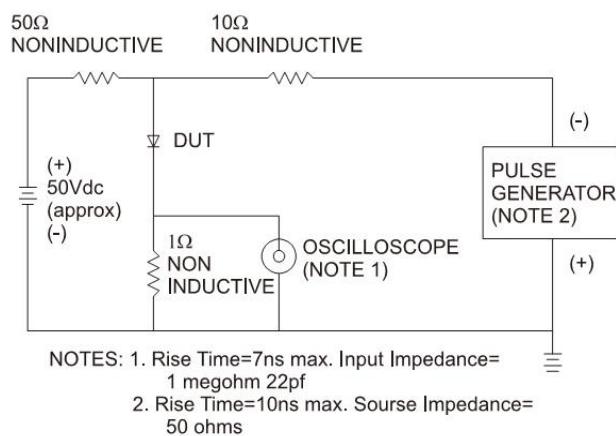 50Ω
NONINDUCTIVE
10Ω
NONINDUCTIVE
(+)
50Vdc
(approx)
(-)
DUT
1Ω
NON
INDUCTIVE
OSCILLOSCOPE
(NOTE 1)
(-)
PULSE
GENERATOR
(NOTE 2)
(+)
NOTES: 1. Rise Time=7ns max. Input Impedance=
1 megohm 22pf
2. Rise Time=10ns max. Sourse Impedance=
50 ohms